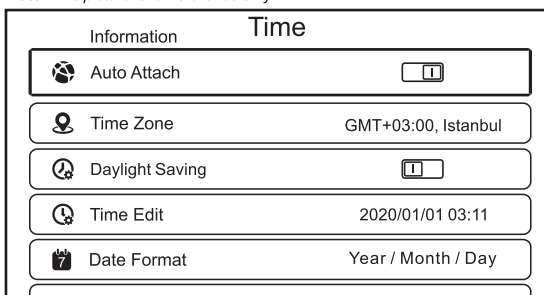 Time
Information
Auto Attach
Time Zone GMT+03:00, Istanbul
Daylight Saving
Time Edit 2020/01/01 03:11
7
Date Format Year / Month / Day